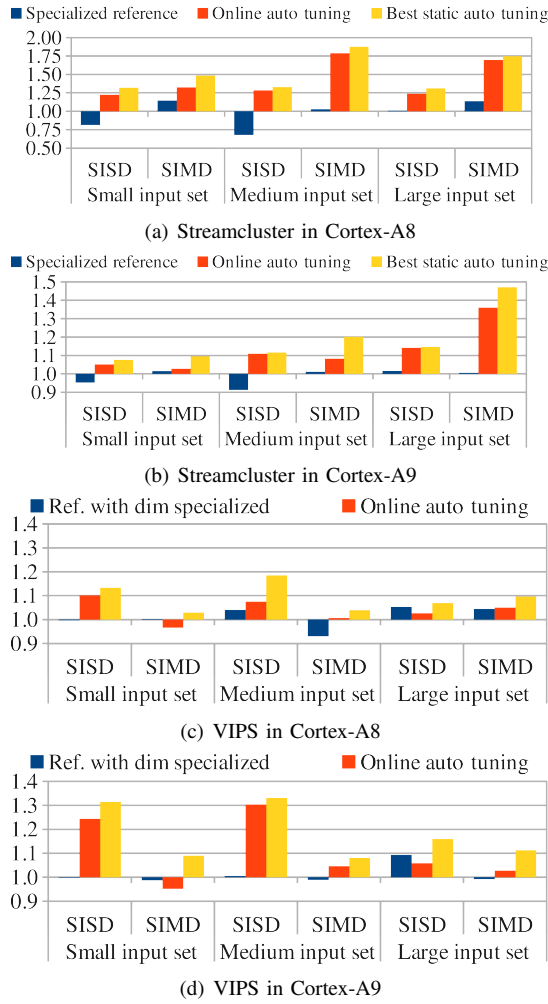 Specialized reference Online auto tuning Best static auto tuning
2.00
1.75
1.50
1.25
1.00
0.75
0.50
SISD SIMD SISD SIMD SISD SIMD
Small input set Medium input set Large input set
(a) Streamcluster in Cortex-A8
Specialized reference Online auto tuning Best static auto tuning
1.5
1.4
1.3
1.2
1.1
1.0
0.9
SISD SIMD SISD SIMD SISD SIMD
Small input set Medium input set Large input set
(b) Streamcluster in Cortex-A9
Ref. with dim specialized Online auto tuning
1.4
1.3
1.2
1.1
1.0
0.9
SISD SIMD SISD SIMD SISD SIMD
Small input set Medium input set Large input set
(c) VIPS in Cortex-A8
Ref. with dim specialized Online auto tuning
1.4
1.3
1.2
1.1
1.0
0.9
SISD SIMD SISD SIMD SISD SIMD
Small input set Medium input set Large input set
(d) VIPS in Cortex-A9